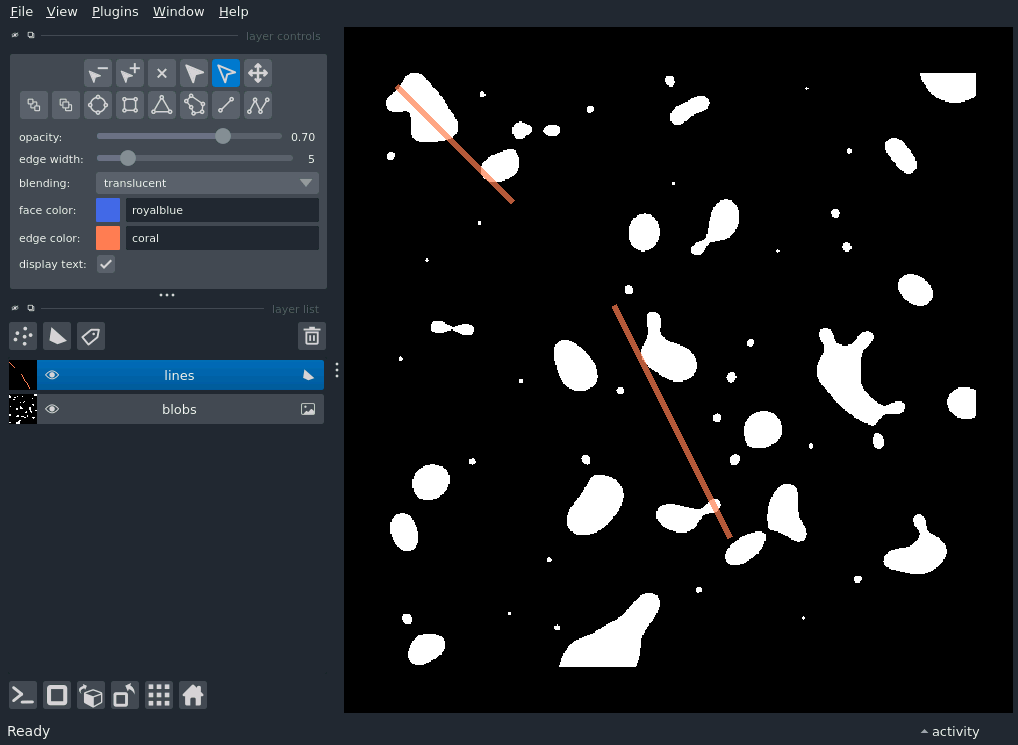 File View Plugins Window Help
layer controls
opacity: 0.70
edge width: 5
blending: translucent
face color: royalblue
edge color: coral
display text:
layer list
lines
blobs
Ready
activity